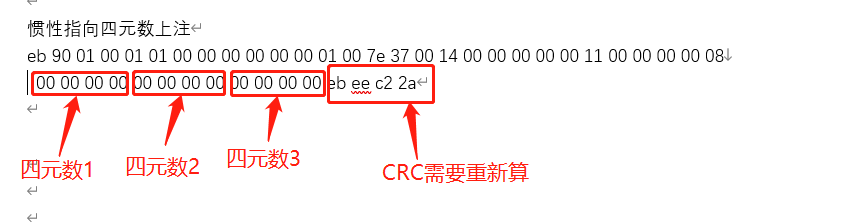 惯性指向四元数上注
eb 90 01 00 01 01 00 00 00 00 00 00 01 00 7e 37 00 14 00 00 00 00 00 11 00 00 00 00 08
00 00 00 00 00 00 00 00 00 00 00 00 eb ee c2 2a
四元数1 四元数2 四元数3 CRC需要重新算